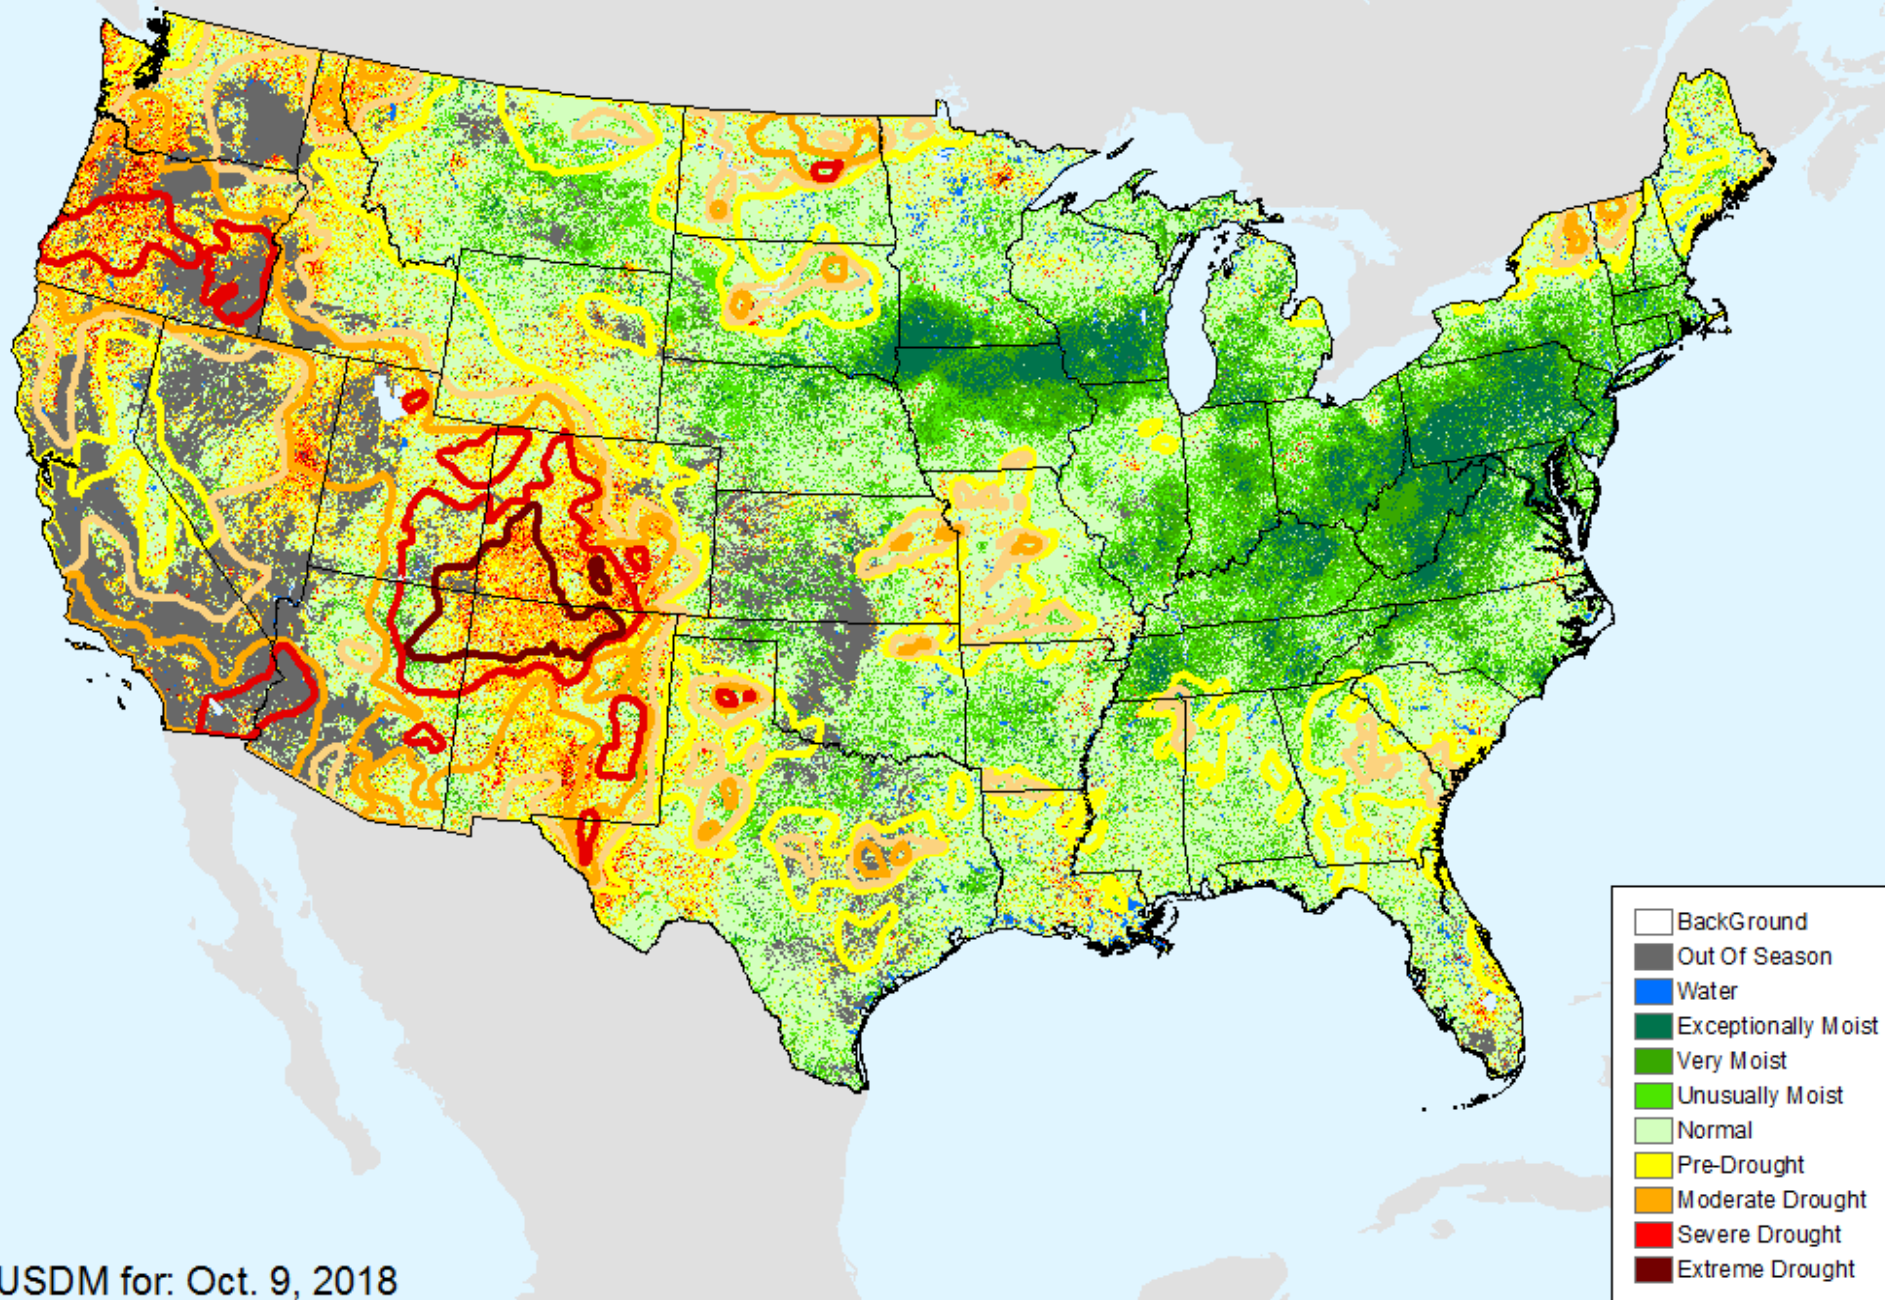 BackGround
Out Of Season
Water
Exceptionally Moist
Very Moist
Unusually Moist
Normal
Pre-Drought
Moderate Drought
Severe Drought
Extreme Drought
USDM for: Oct. 9, 2018